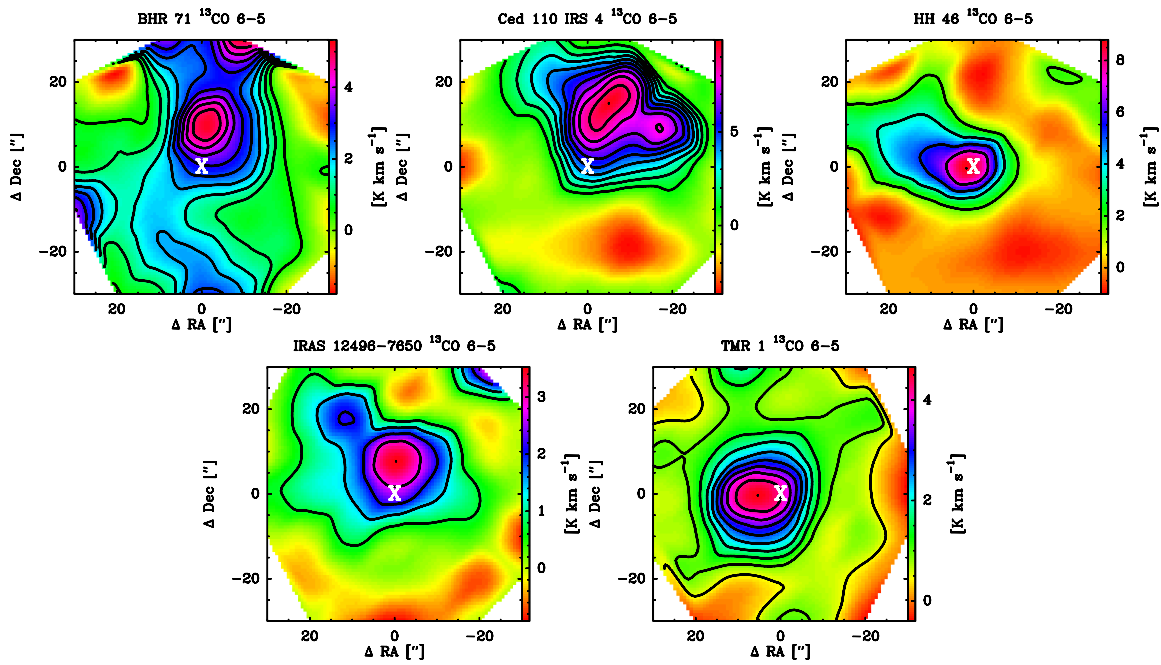 BHR 71 ¹³CO 6−5
Ced 110 IRS 4 ¹³CO 6−5
HH 46 ¹³CO 6−5
Δ Dec [″]
20
0
−20
20 0 −20
Δ RA [″]
4
2
0
[K km s⁻¹]
X
Δ Dec [″]
20
0
−20
20 0 −20
Δ RA [″]
5
0
[K km s⁻¹]
X
Δ Dec [″]
20
0
−20
20 0 −20
Δ RA [″]
8
6
4
2
0
[K km s⁻¹]
X
IRAS 12496−7650 ¹³CO 6−5
TMR 1 ¹³CO 6−5
Δ Dec [″]
20
0
−20
20 0 −20
Δ RA [″]
3
2
1
0
[K km s⁻¹]
X
Δ Dec [″]
20
0
−20
20 0 −20
Δ RA [″]
4
2
0
[K km s⁻¹]
X